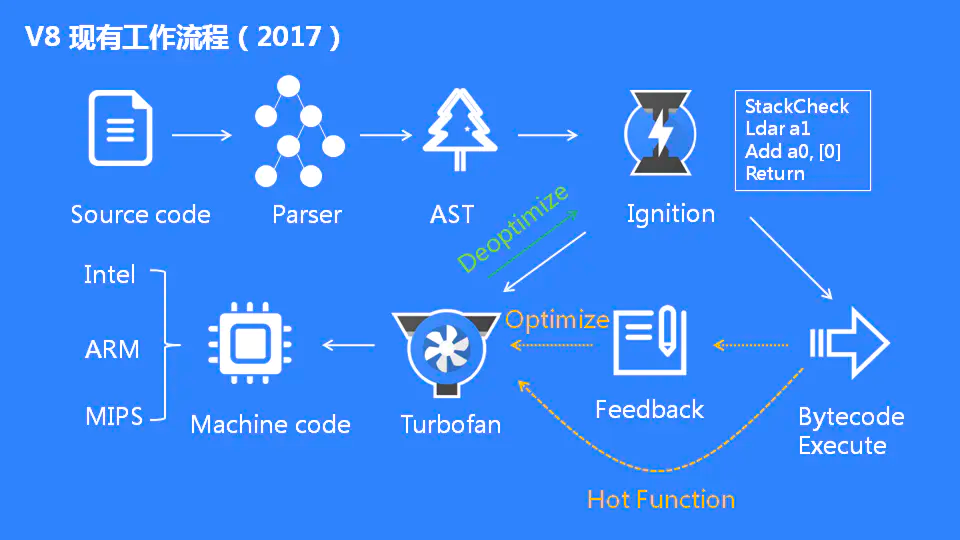 V8 现有工作流程（2017）
StackCheck
Ldar a1
Add a0, [0]
Return
Source code
Parser
AST
Ignition
Deoptimize
Intel
ARM
MIPS
Optimize
Machine code
Turbofan
Feedback
Bytecode
Execute
Hot Function